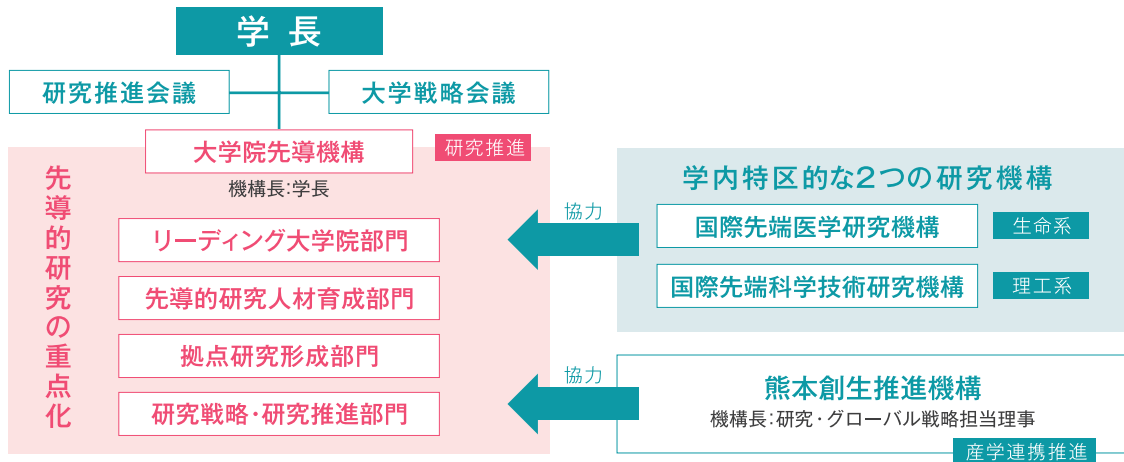 学長
研究推進会議
大学戦略会議
大学院先導機構
研究推進
機構長:学長
先導的研究の重点化
リーディング大学院部門
先導的研究人材育成部門
拠点研究形成部門
研究戦略・研究推進部門
協力
学内特区的な2つの研究機構
国際先端医学研究機構
生命系
国際先端科学技術研究機構
理工系
協力
熊本創生推進機構
機構長:研究・グローバル戦略担当理事
産学連携推進